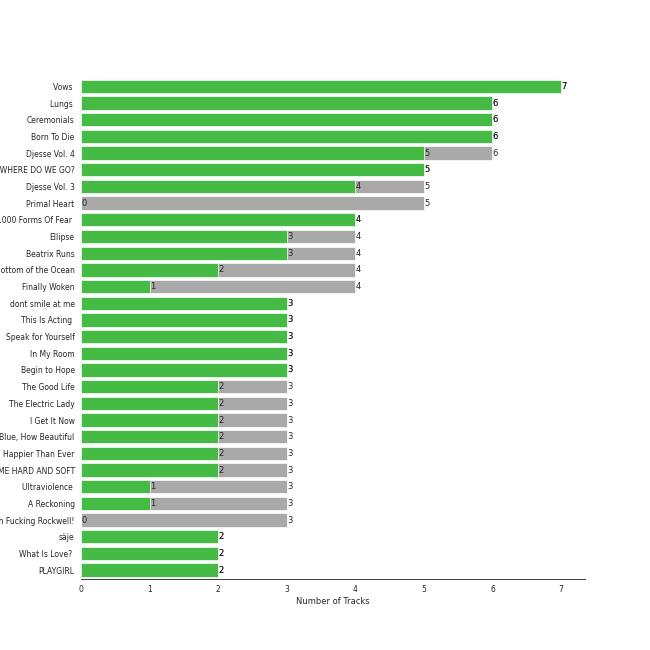 Vows 7
Lungs 6
Ceremonials 6
Born To Die 6
Djesse Vol. 4 5 6
WHERE DO WE GO? 5
Djesse Vol. 3 4 5
Primal Heart 0 5
000 Forms Of Fear 4
Ellipse 3 4
Beatrix Runs 3 4
ottom of the Ocean 2 4
Finally Woken 1 4
dont smile at me 3
This Is Acting 3
Speak for Yourself 3
In My Room 3
Begin to Hope 3
The Good Life 2 3
The Electric Lady 2 3
I Get It Now 2 3
Blue, How Beautiful 2 3
Happier Than Ever 2 3
ME HARD AND SOFT 2 3
Ultraviolence 1 3
A Reckoning 1 3
n Fucking Rockwell! 0 3
säje 2
What Is Love? 2
PLAYGIRL 2
0 1 2 3 4 5 6 7
Number of Tracks